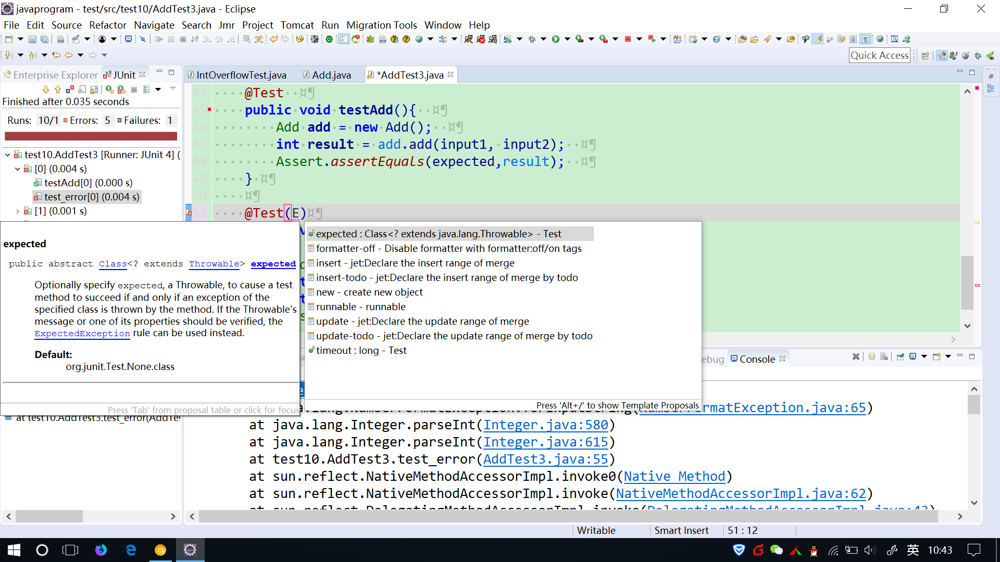 javaprogram - test/src/test10/AddTest3.java - Eclipse
File Edit Source Refactor Navigate Search Jmr Project Tomcat Run Migration Tools Window Help
Quick Access
Enterprise Explorer JUnit
Finished after 0.035 seconds
Runs: 10/1 Errors: 5 Failures: 1
test10.AddTest3 [Runner: JUnit 4] (
[0] (0.004 s)
testAdd[0] (0.000 s)
test_error[0] (0.004 s)
[1] (0.001 s)
IntOverflowTest.java Add.java *AddTest3.java
44 @Test
45 public void testAdd(){
46 Add add = new Add();
47 int result = add.add(input1, input2);
48 Assert.assertEquals(expected,result);
49 }
50
51 @Test(E)
expected
public abstract Class<? extends Throwable> expected
Optionally specify expected, a Throwable, to cause a test
method to succeed if and only if an exception of the
specified class is thrown by the method. If the Throwable's
message or one of its properties should be verified, the
ExpectedException rule can be used instead.
Default:
org.junit.Test.None.class
Press 'Tab' from proposal table or click for focus
expected : Class<? extends java.lang.Throwable> - Test
formatter-off - Disable formatter with formatter:off/on tags
insert - jet:Declare the insert range of merge
insert-todo - jet:Declare the insert range of merge by todo
new - create new object
runnable - runnable
update - jet:Declare the update range of merge
update-todo - jet:Declare the update range of merge by todo
timeout : long - Test
Press 'Alt+/' to show Template Proposals
at test10.AddTest3.test_error(AddTes
ebug Console
a.lang.NumberFormatException.forInputString(NumberFormatException.java:65)
at java.lang.Integer.parseInt(Integer.java:580)
at java.lang.Integer.parseInt(Integer.java:615)
at test10.AddTest3.test_error(AddTest3.java:55)
at sun.reflect.NativeMethodAccessorImpl.invoke0(Native Method)
at sun.reflect.NativeMethodAccessorImpl.invoke(NativeMethodAccessorImpl.java:62)
at sun.reflect.DelegatingMethodAccessorImpl.invoke(DelegatingMethodAccessorImpl.java:43)
Writable Smart Insert 51 : 12
英 10:43